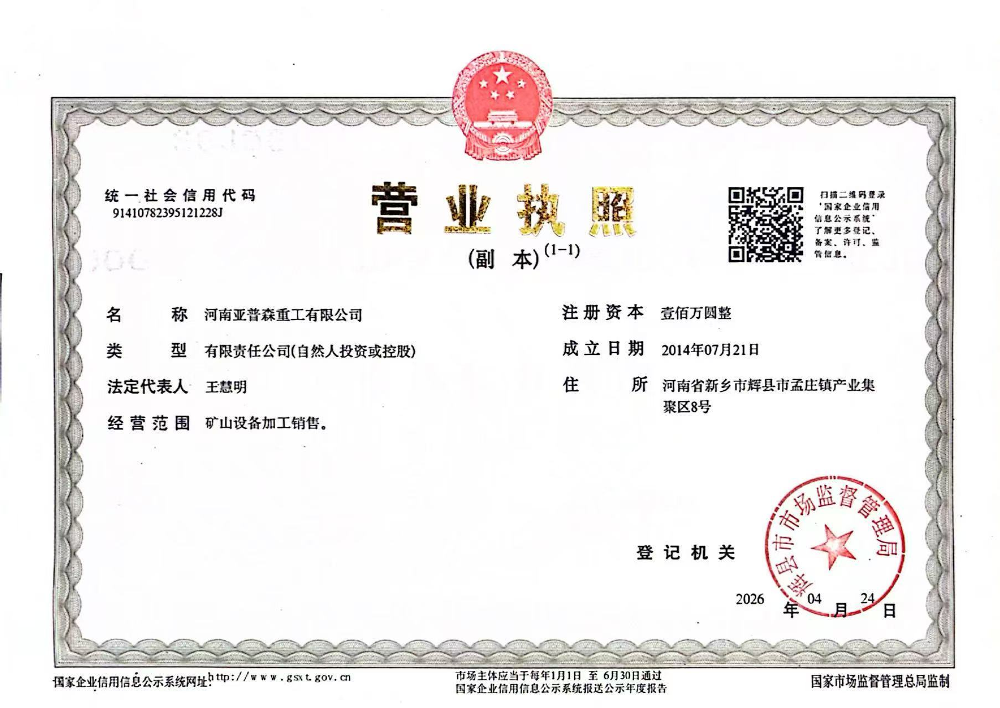 统一社会信用代码
91410782395121228J
营业执照
(副 本)(1-1)
扫描二维码登录
‘国家企业信用
信息公示系统’
了解更多登记、
备案、许可、监
管信息。
名 称 河南亚普森重工有限公司
类 型 有限责任公司(自然人投资或控股)
法定代表人 王慧明
经营范围 矿山设备加工销售。
注册资本 壹佰万圆整
成立日期 2014年07月21日
住 所 河南省新乡市辉县市孟庄镇产业集
聚区8号
登记机关
辉县市市场监督管理局
2026年04月24日
国家企业信用信息公示系统网址:http://www.gsxt.gov.cn
市场主体应当于每年1月1日 至 6月30日通过
国家企业信用信息公示系统报送公示年度报告
国家市场监督管理总局监制